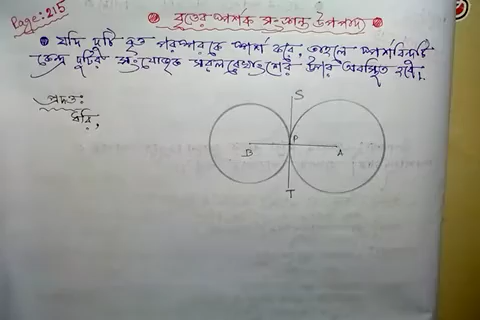 Page: 215
বৃত্তের স্পর্শক সংক্রান্ত উপপাদ্য
যদি দুটি বৃত্ত পরস্পরকে স্পর্শ করে, তাহলে স্পর্শবিন্দুটি
কেন্দ্র দুটির সংযোজক সরলরেখাংশের উপর অবস্থিত হবে।
প্রদত্ত:
ধরি,
S
P
B
A
T